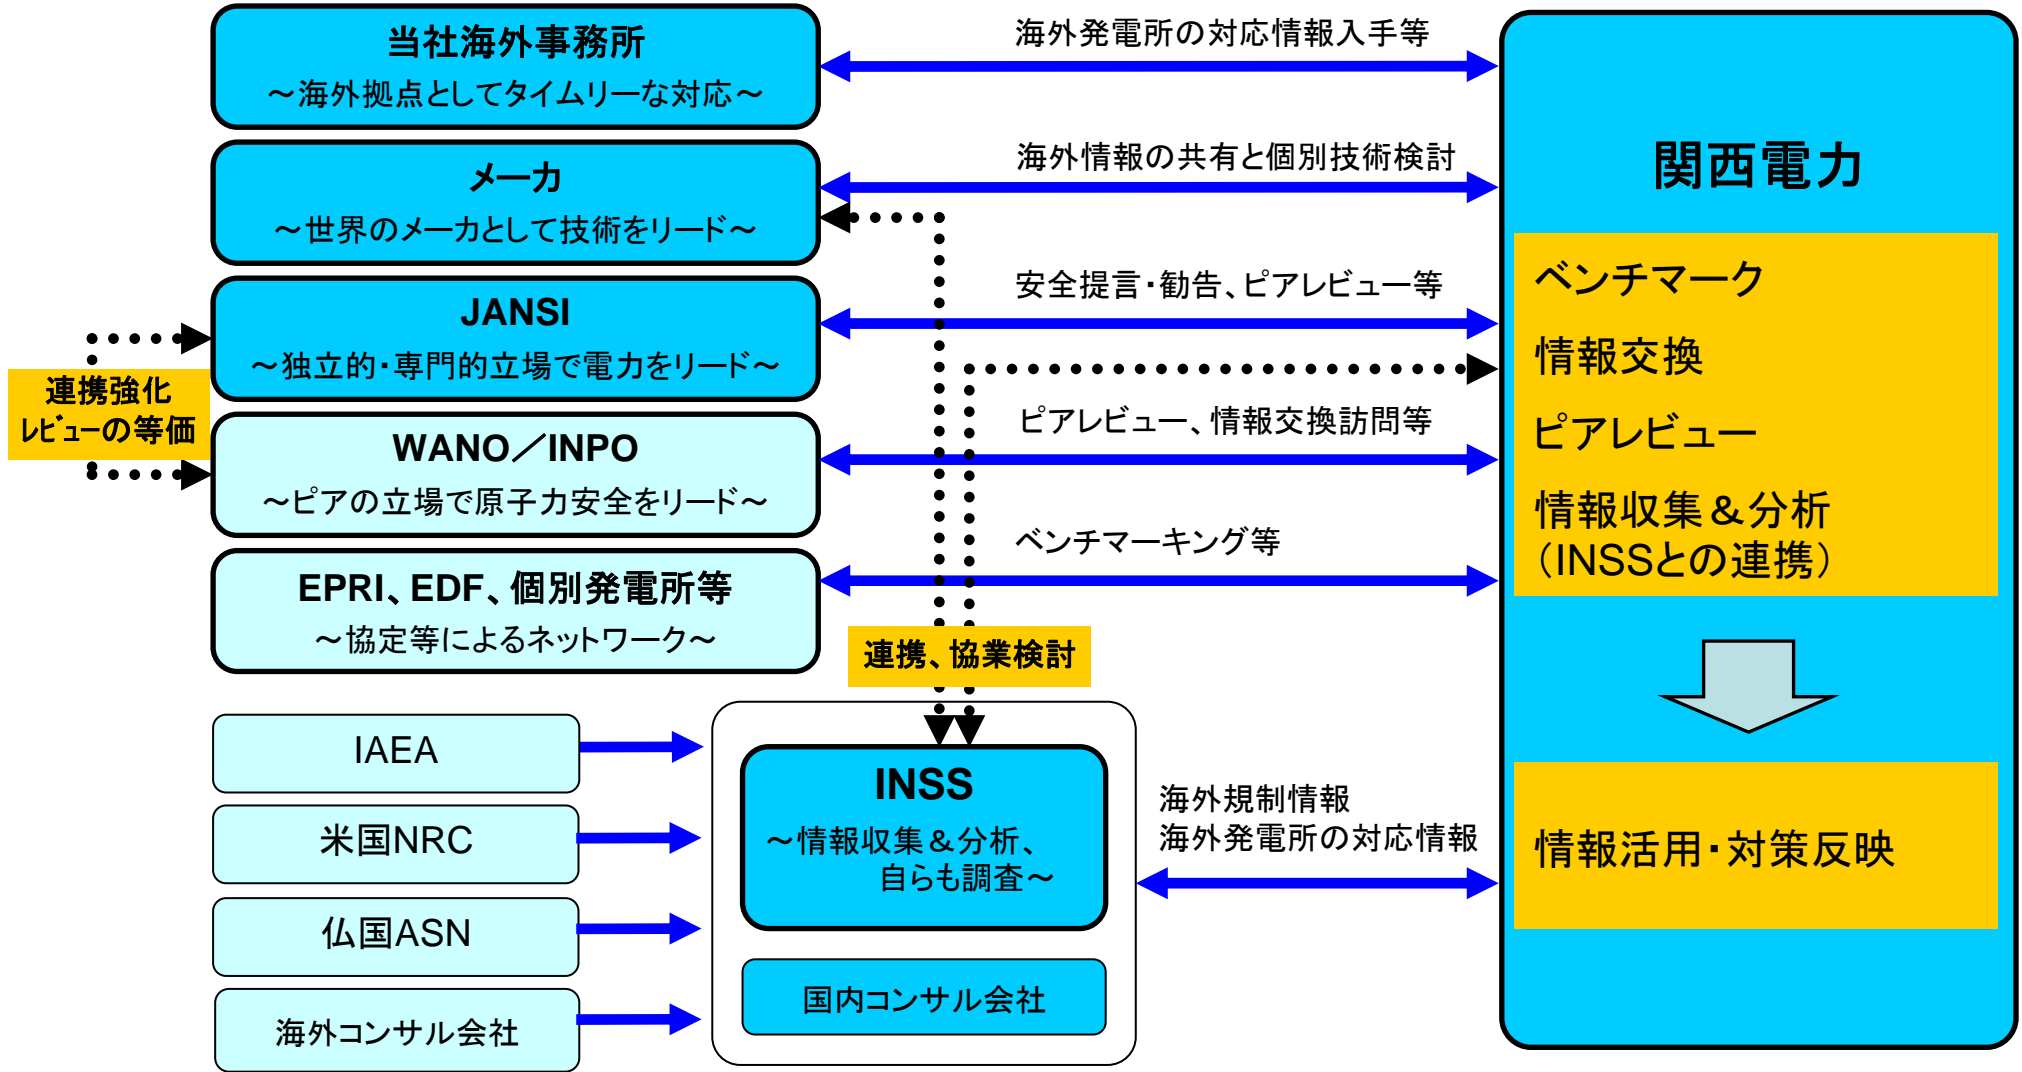 当社海外事務所
～海外拠点としてタイムリーな対応～
海外発電所の対応情報入手等
メーカ
～世界のメーカとして技術をリード～
海外情報の共有と個別技術検討
JANSI
～独立的・専門的立場で電力をリード～
安全提言・勧告、ピアレビュー等
連携強化
ﾚﾋﾞｭｰの等価
WANO／INPO
～ピアの立場で原子力安全をリード～
ピアレビュー、情報交換訪問等
EPRI、EDF、個別発電所等
～協定等によるネットワーク～
ベンチマーキング等
連携、協業検討
IAEA
米国NRC
仏国ASN
海外コンサル会社
INSS
～情報収集＆分析、
自らも調査～
国内コンサル会社
海外規制情報
海外発電所の対応情報
関西電力
ベンチマーク
情報交換
ピアレビュー
情報収集＆分析
（INSSとの連携）
情報活用・対策反映